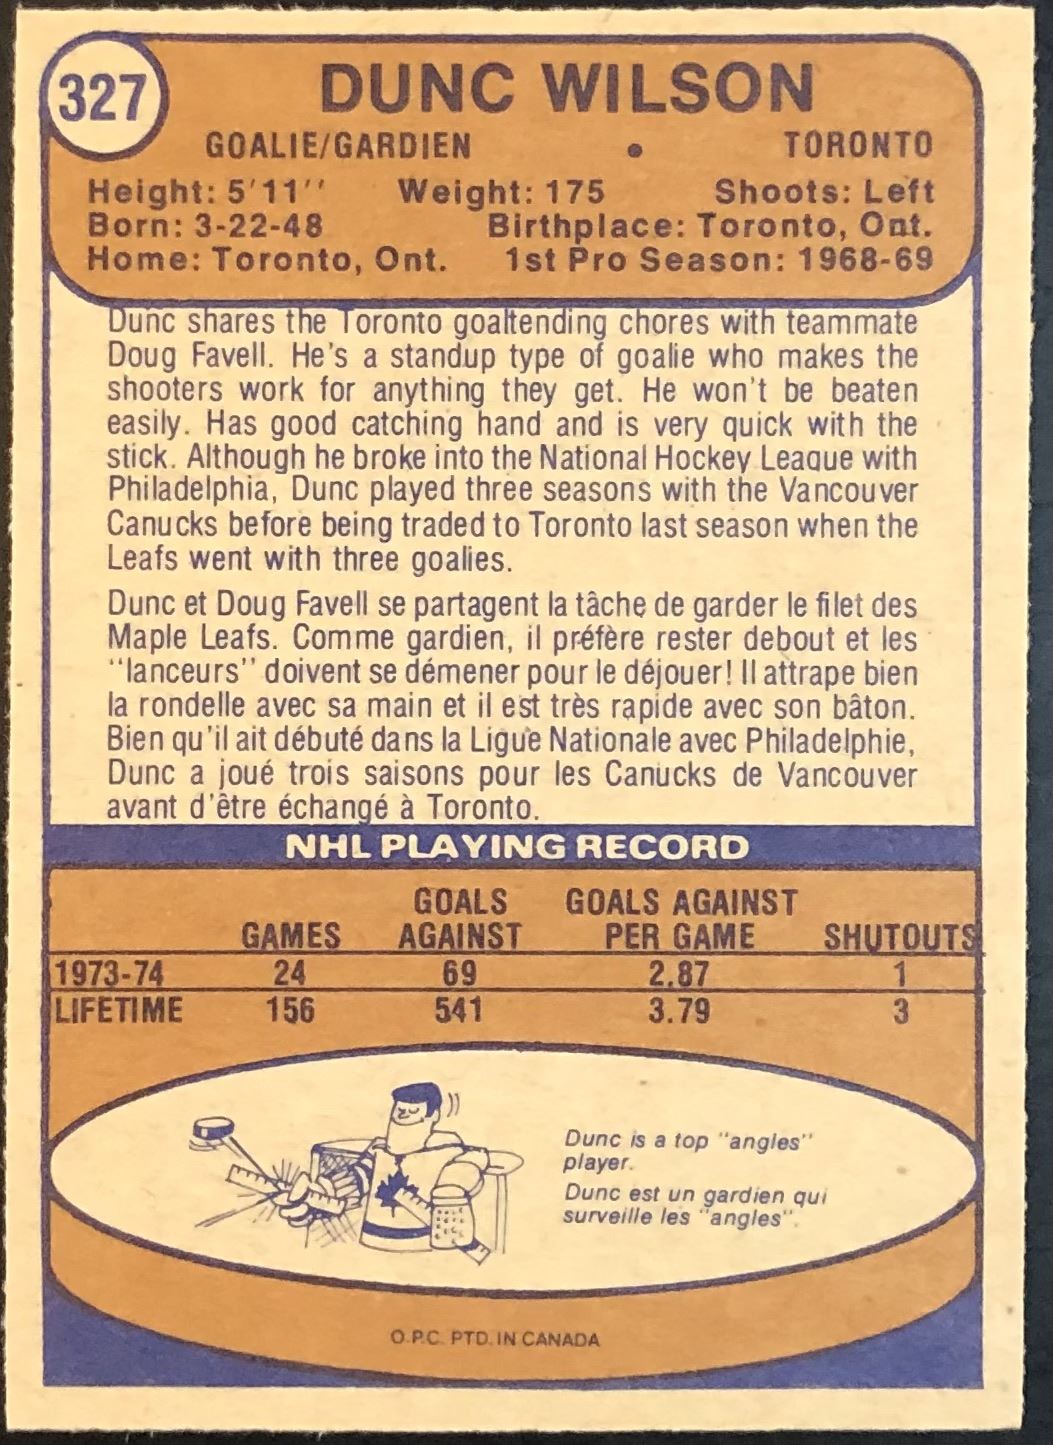 327
DUNC WILSON
GOALIE/GARDIEN • TORONTO
Height: 5'11'' Weight: 175 Shoots: Left
Born: 3-22-48 Birthplace: Toronto, Ont.
Home: Toronto, Ont. 1st Pro Season: 1968-69
Dunc shares the Toronto goaltending chores with teammate
Doug Favell. He's a standup type of goalie who makes the
shooters work for anything they get. He won't be beaten
easily. Has good catching hand and is very quick with the
stick. Although he broke into the National Hockey League with
Philadelphia, Dunc played three seasons with the Vancouver
Canucks before being traded to Toronto last season when the
Leafs went with three goalies.
Dunc et Doug Favell se partagent la tâche de garder le filet des
Maple Leafs. Comme gardien, il préfère rester debout et les
"lanceurs" doivent se démener pour le déjouer! Il attrape bien
la rondelle avec sa main et il est très rapide avec son bâton.
Bien qu'il ait débuté dans la Ligue Nationale avec Philadelphie,
Dunc a joué trois saisons pour les Canucks de Vancouver
avant d'être échangé à Toronto.
NHL PLAYING RECORD
GOALS GOALS AGAINST
GAMES AGAINST PER GAME SHUTOUTS
1973-74 24 69 2.87 1
LIFETIME 156 541 3.79 3
Dunc is a top "angles"
player.
Dunc est un gardien qui
surveille les "angles".
O.P.C. PTD. IN CANADA